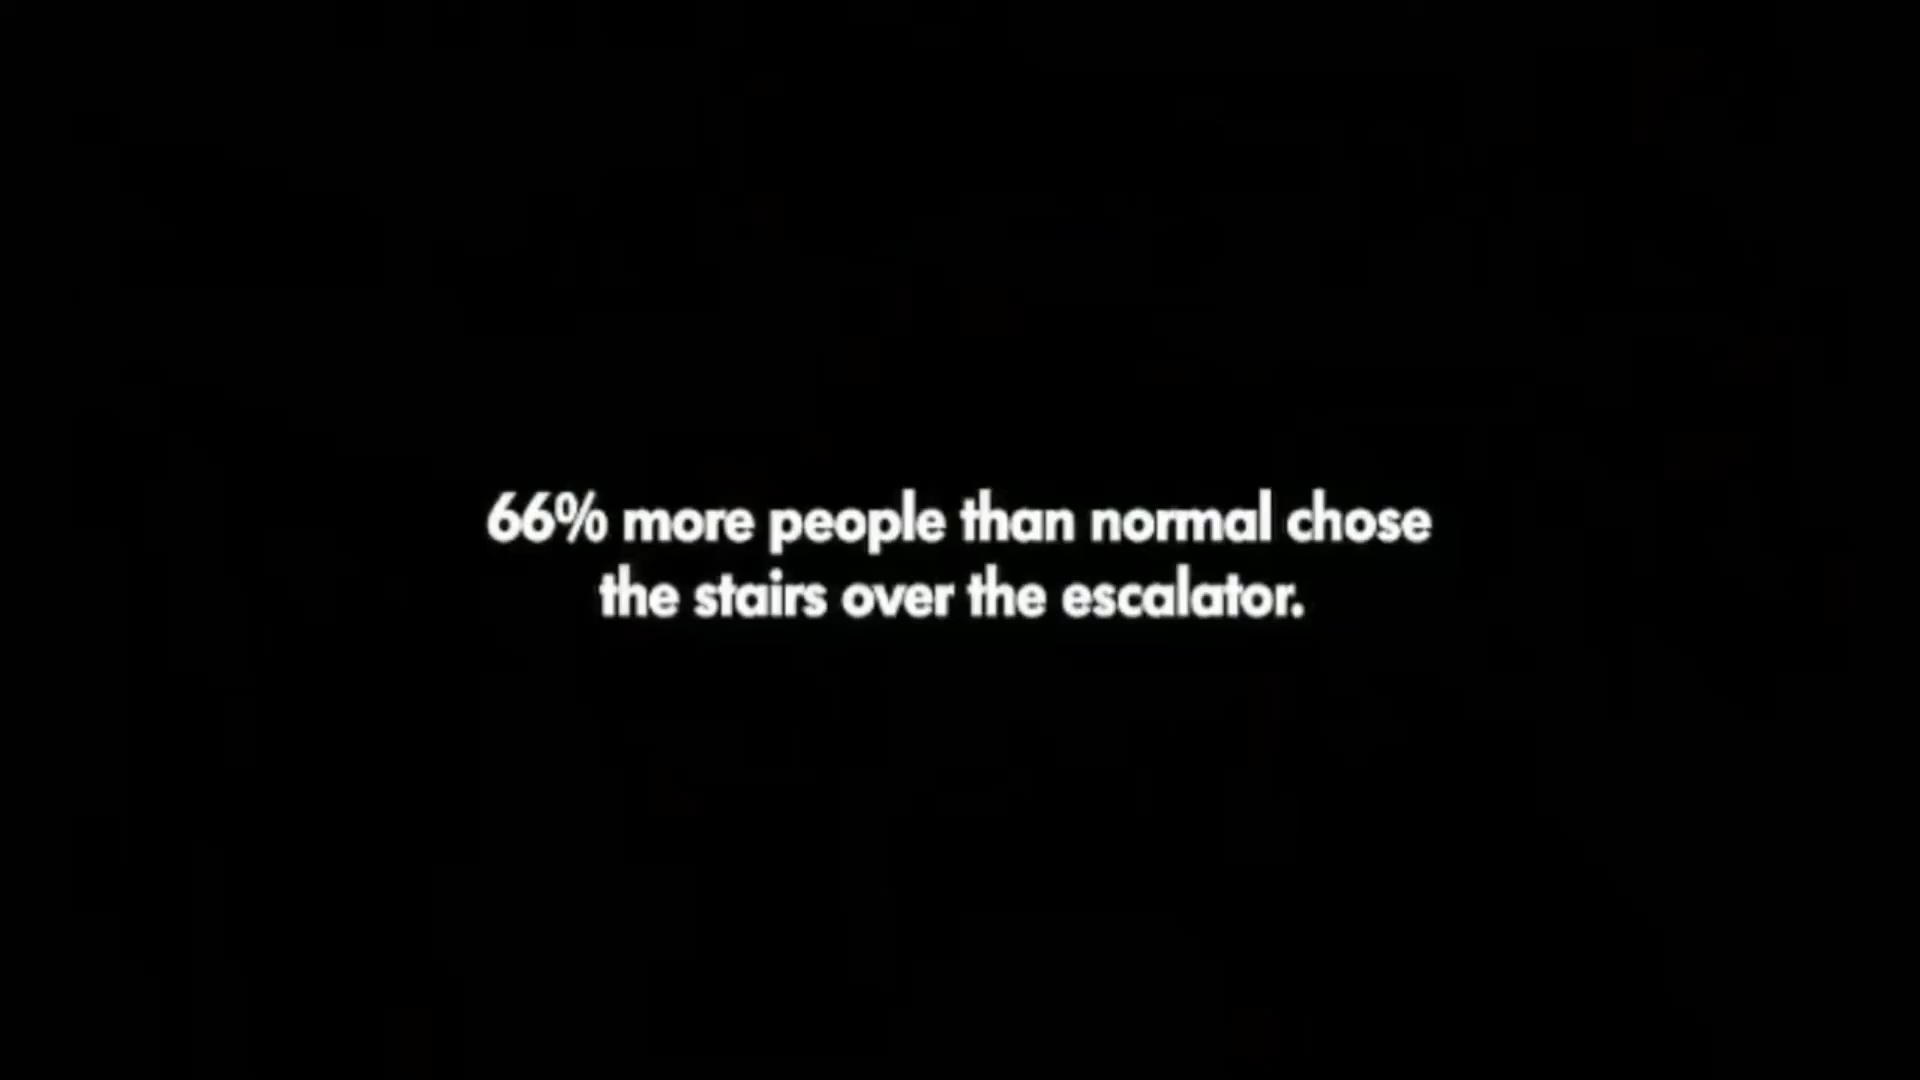 66% more people than normal chose
the stairs over the escalator.